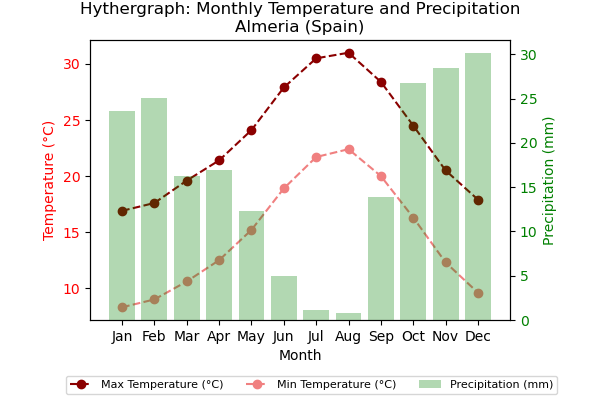 Hythergraph: Monthly Temperature and Precipitation
Almeria (Spain)
Temperature (°C)
30
25
20
15
10
Precipitation (mm)
30
25
20
15
10
5
0
Jan Feb Mar Apr May Jun Jul Aug Sep Oct Nov Dec
Month
Max Temperature (°C) Min Temperature (°C) Precipitation (mm)